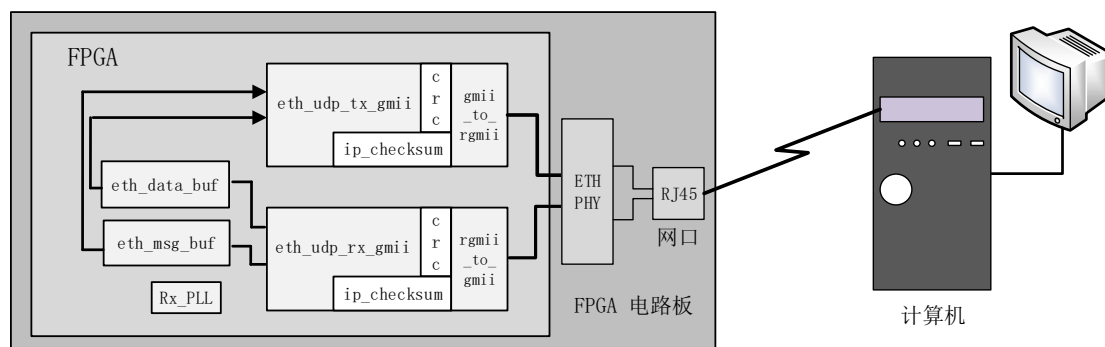 FPGA
eth_udp_tx_gmii
c
r
c
gmii
_to_
rgmii
ip_checksum
eth_data_buf
eth_msg_buf
eth_udp_rx_gmii
c
r
c
rgmii
_to_
gmii
ip_checksum
Rx_PLL
ETH
PHY
RJ45
网口
FPGA 电路板
计算机